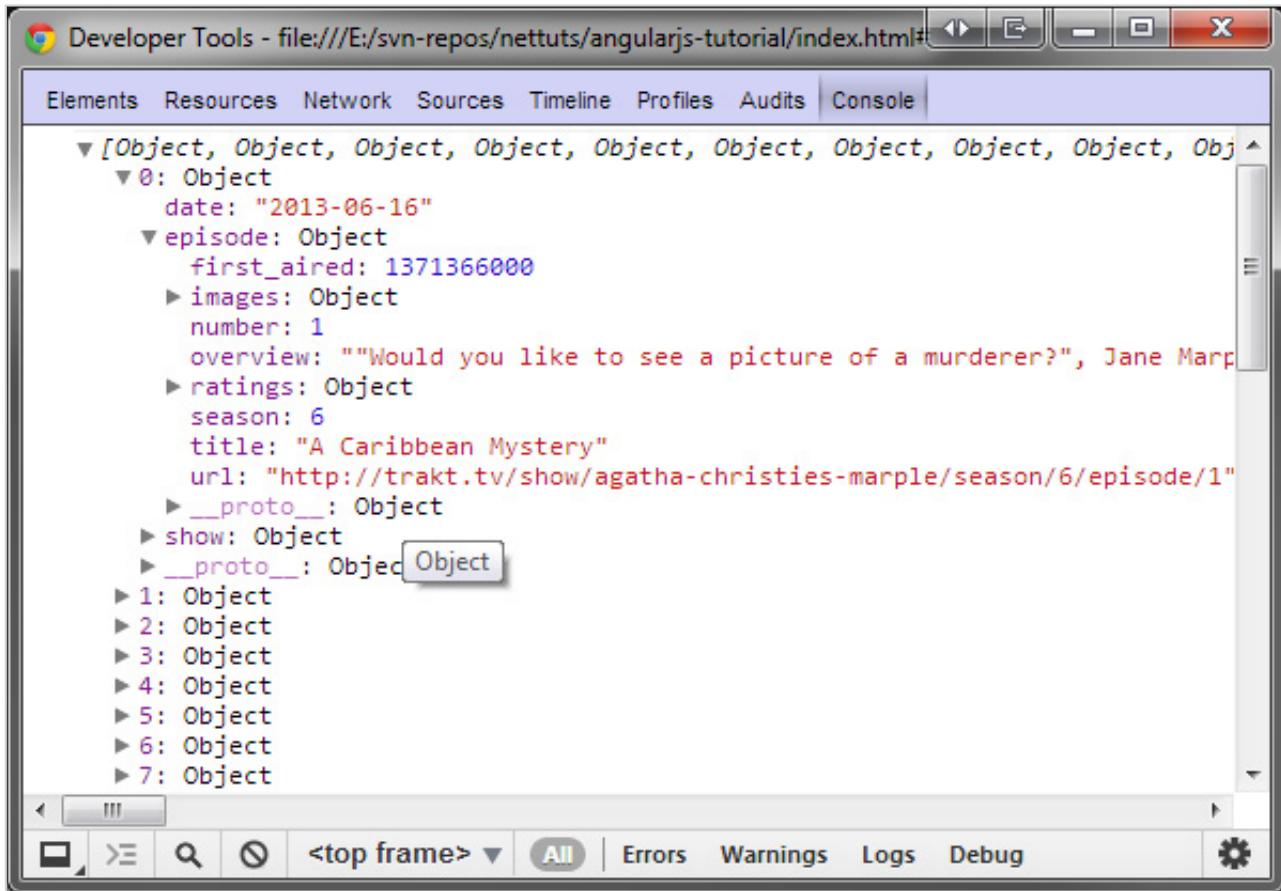 Developer Tools - file:///E:/svn-repos/nettuts/angularjs-tutorial/index.html#
Elements Resources Network Sources Timeline Profiles Audits Console
[Object, Object, Object, Object, Object, Object, Object, Object, Object, Obj
0: Object
date: "2013-06-16"
episode: Object
first_aired: 1371366000
images: Object
number: 1
overview: ""Would you like to see a picture of a murderer?", Jane Marp
ratings: Object
season: 6
title: "A Caribbean Mystery"
url: "http://trakt.tv/show/agatha-christies-marple/season/6/episode/1"
__proto__: Object
show: Object
__proto__: Objec Object
1: Object
2: Object
3: Object
4: Object
5: Object
6: Object
7: Object
<top frame> All Errors Warnings Logs Debug